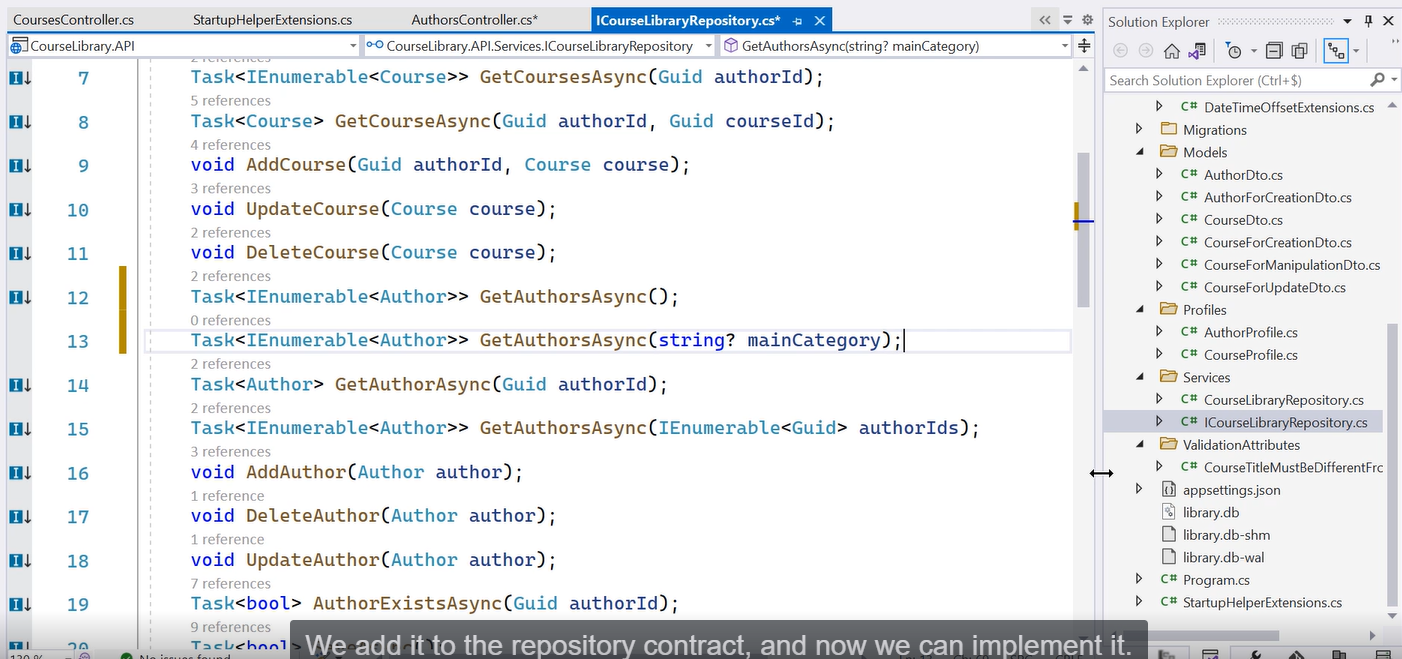 CoursesController.cs StartupHelperExtensions.cs AuthorsController.cs* ICourseLibraryRepository.cs*
CourseLibrary.API CourseLibrary.API.Services.ICourseLibraryRepository GetAuthorsAsync(string? mainCategory)
2 references
7 Task<IEnumerable<Course>> GetCoursesAsync(Guid authorId);
5 references
8 Task<Course> GetCourseAsync(Guid authorId, Guid courseId);
4 references
9 void AddCourse(Guid authorId, Course course);
3 references
10 void UpdateCourse(Course course);
2 references
11 void DeleteCourse(Course course);
2 references
12 Task<IEnumerable<Author>> GetAuthorsAsync();
0 references
13 Task<IEnumerable<Author>> GetAuthorsAsync(string? mainCategory);
2 references
14 Task<Author> GetAuthorAsync(Guid authorId);
2 references
15 Task<IEnumerable<Author>> GetAuthorsAsync(IEnumerable<Guid> authorIds);
3 references
16 void AddAuthor(Author author);
1 reference
17 void DeleteAuthor(Author author);
1 reference
18 void UpdateAuthor(Author author);
7 references
19 Task<bool> AuthorExistsAsync(Guid authorId);
9 references
20 Task<bool>
We add it to the repository contract, and now we can implement it.
No issues found
Solution Explorer
Search Solution Explorer (Ctrl+$)
C# DateTimeOffsetExtensions.cs
Migrations
Models
C# AuthorDto.cs
C# AuthorForCreationDto.cs
C# CourseDto.cs
C# CourseForCreationDto.cs
C# CourseForManipulationDto.cs
C# CourseForUpdateDto.cs
Profiles
C# AuthorProfile.cs
C# CourseProfile.cs
Services
C# CourseLibraryRepository.cs
C# ICourseLibraryRepository.cs
ValidationAttributes
C# CourseTitleMustBeDifferentFrc
appsettings.json
library.db
library.db-shm
library.db-wal
C# Program.cs
C# StartupHelperExtensions.cs